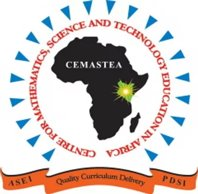 CENTRE FOR MATHEMATICS, SCIENCE AND TECHNOLOGY EDUCATION IN AFRICA
CEMASTEA
ASEI Quality Curriculum Delivery PDSI